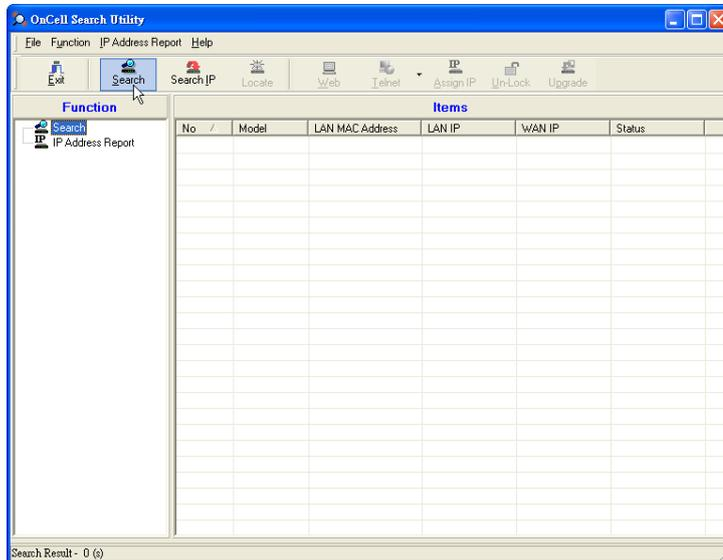 OnCell Search Utility
File Function IP Address Report Help
Exit Search Search IP Locate Web Telnet Assign IP Un-Lock Upgrade
Function Items
Search
IP Address Report
No Model LAN MAC Address LAN IP WAN IP Status
Search Result - 0 (s)